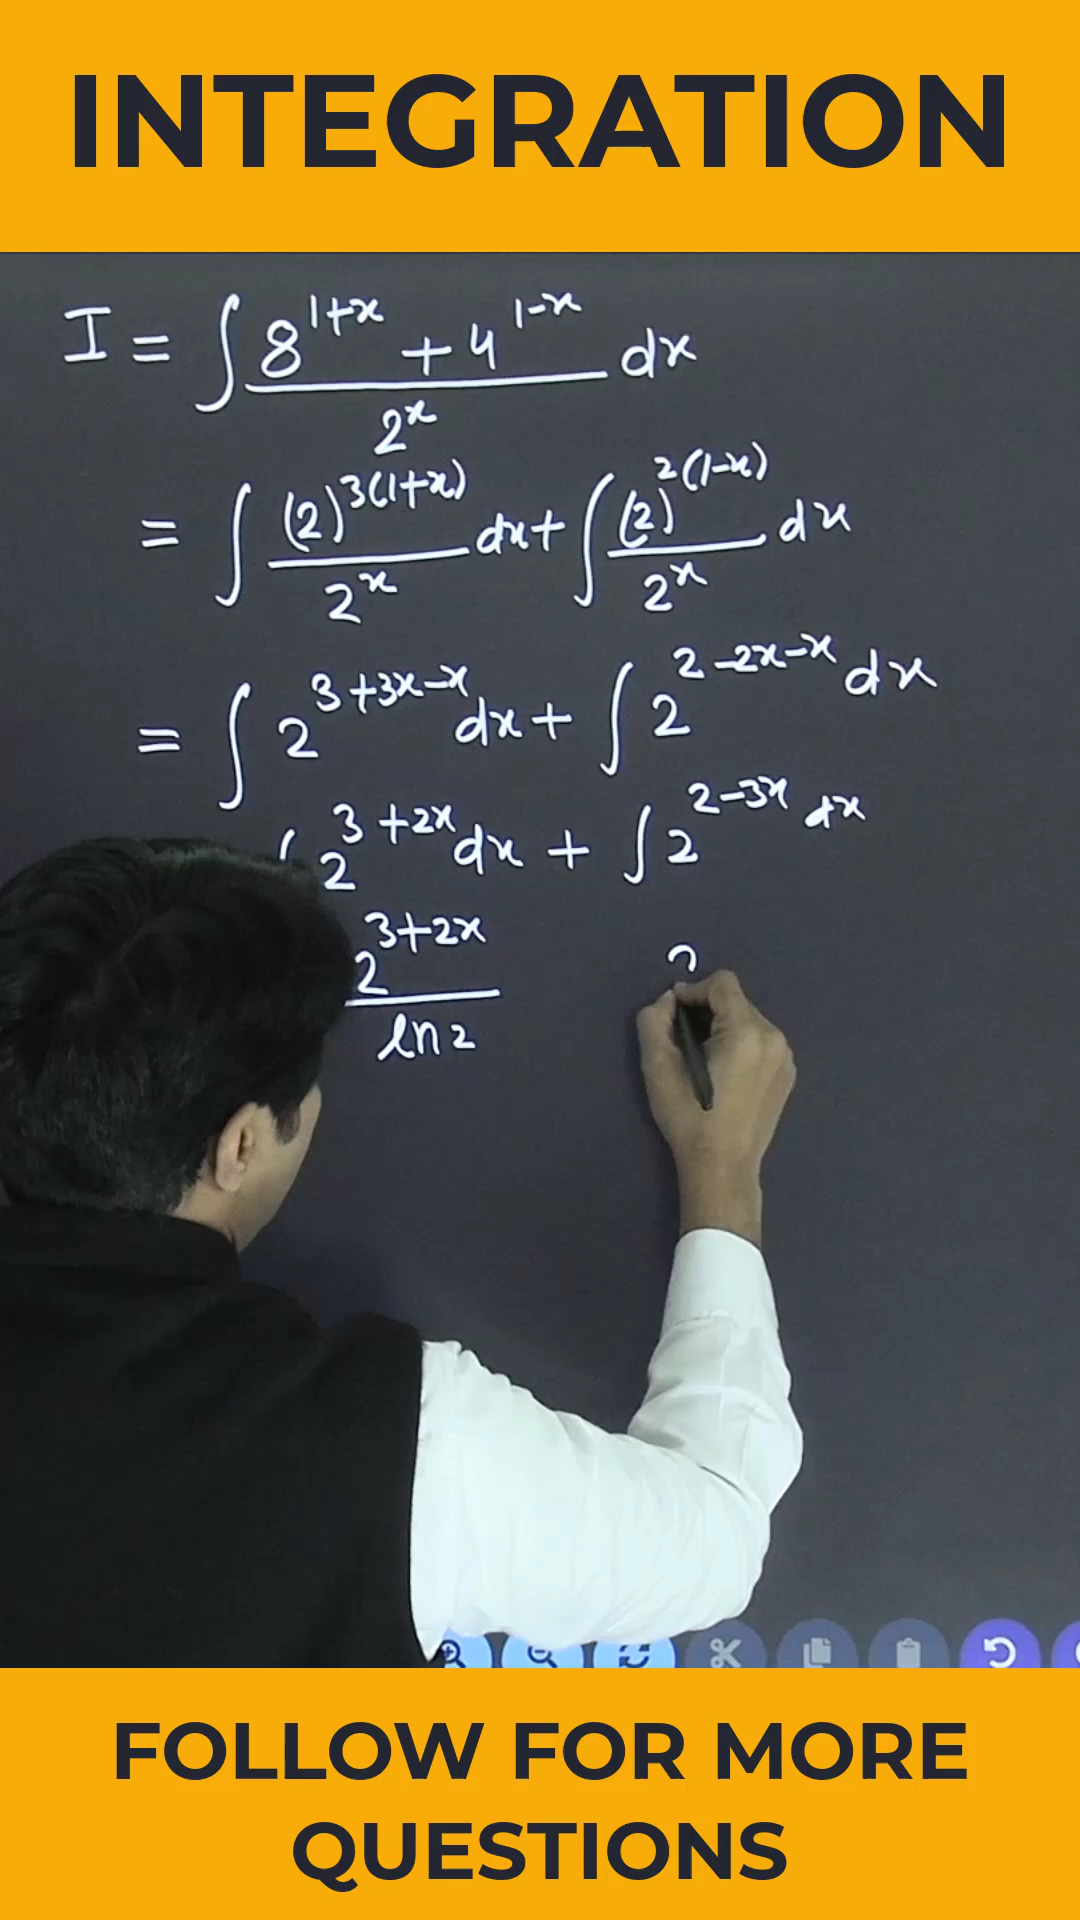 INTEGRATION
I = ∫ (8^(1+x) + 4^(1-x)) / 2^x dx
= ∫ (2)^(3(1+x)) / 2^x dx + ∫ (2)^(2(1-x)) / 2^x dx
= ∫ 2^(3+3x-x) dx + ∫ 2^(2-2x-x) dx
∫ 2^(3+2x) dx + ∫ 2^(2-3x) dx
2^(3+2x) / ln 2
FOLLOW FOR MORE
QUESTIONS